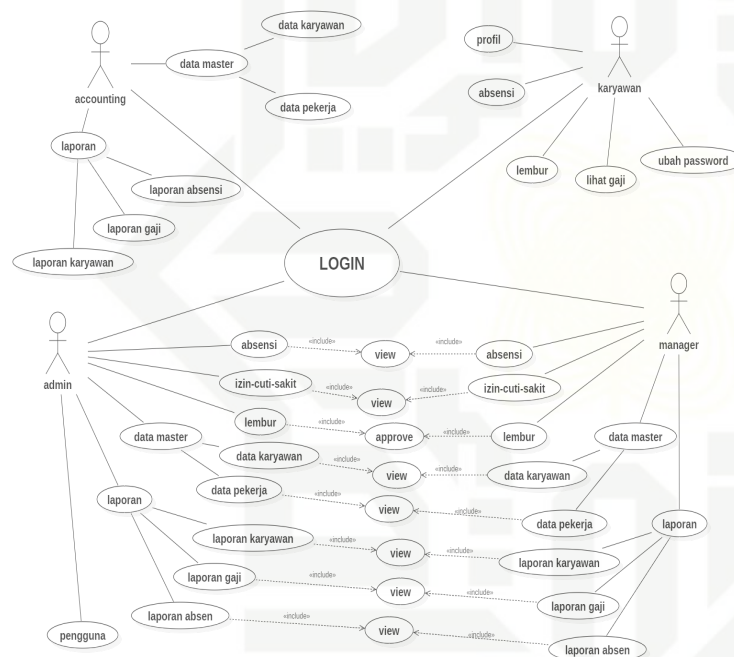 data karyawan
profil
data master
karyawan
absensi
accounting
data pekerja
laporan
ubah password
lembur
lihat gaji
laporan absensi
laporan gaji
laporan karyawan
LOGIN
manager
admin
absensi
«include»
view
«include»
absensi
izin-cuti-sakit
«include»
view
«include»
izin-cuti-sakit
lembur
«include»
approve
«include»
lembur
data master
data master
data karyawan
«include»
view
«include»
data karyawan
data pekerja
«include»
view
«include»
data pekerja
laporan
laporan
laporan karyawan
«include»
view
«include»
laporan karyawan
laporan gaji
«include»
view
«include»
laporan gaji
laporan absen
«include»
view
«include»
laporan absen
pengguna